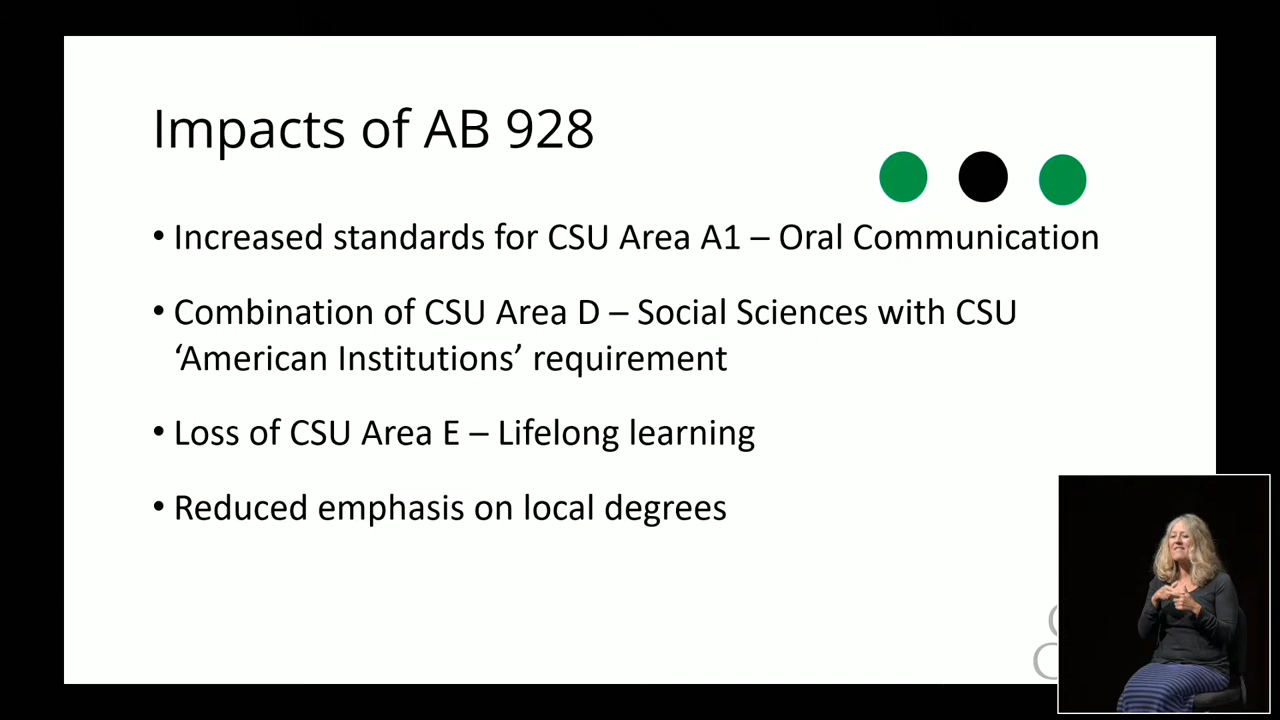 Impacts of AB 928
• Increased standards for CSU Area A1 – Oral Communication
• Combination of CSU Area D – Social Sciences with CSU
‘American Institutions’ requirement
• Loss of CSU Area E – Lifelong learning
• Reduced emphasis on local degrees